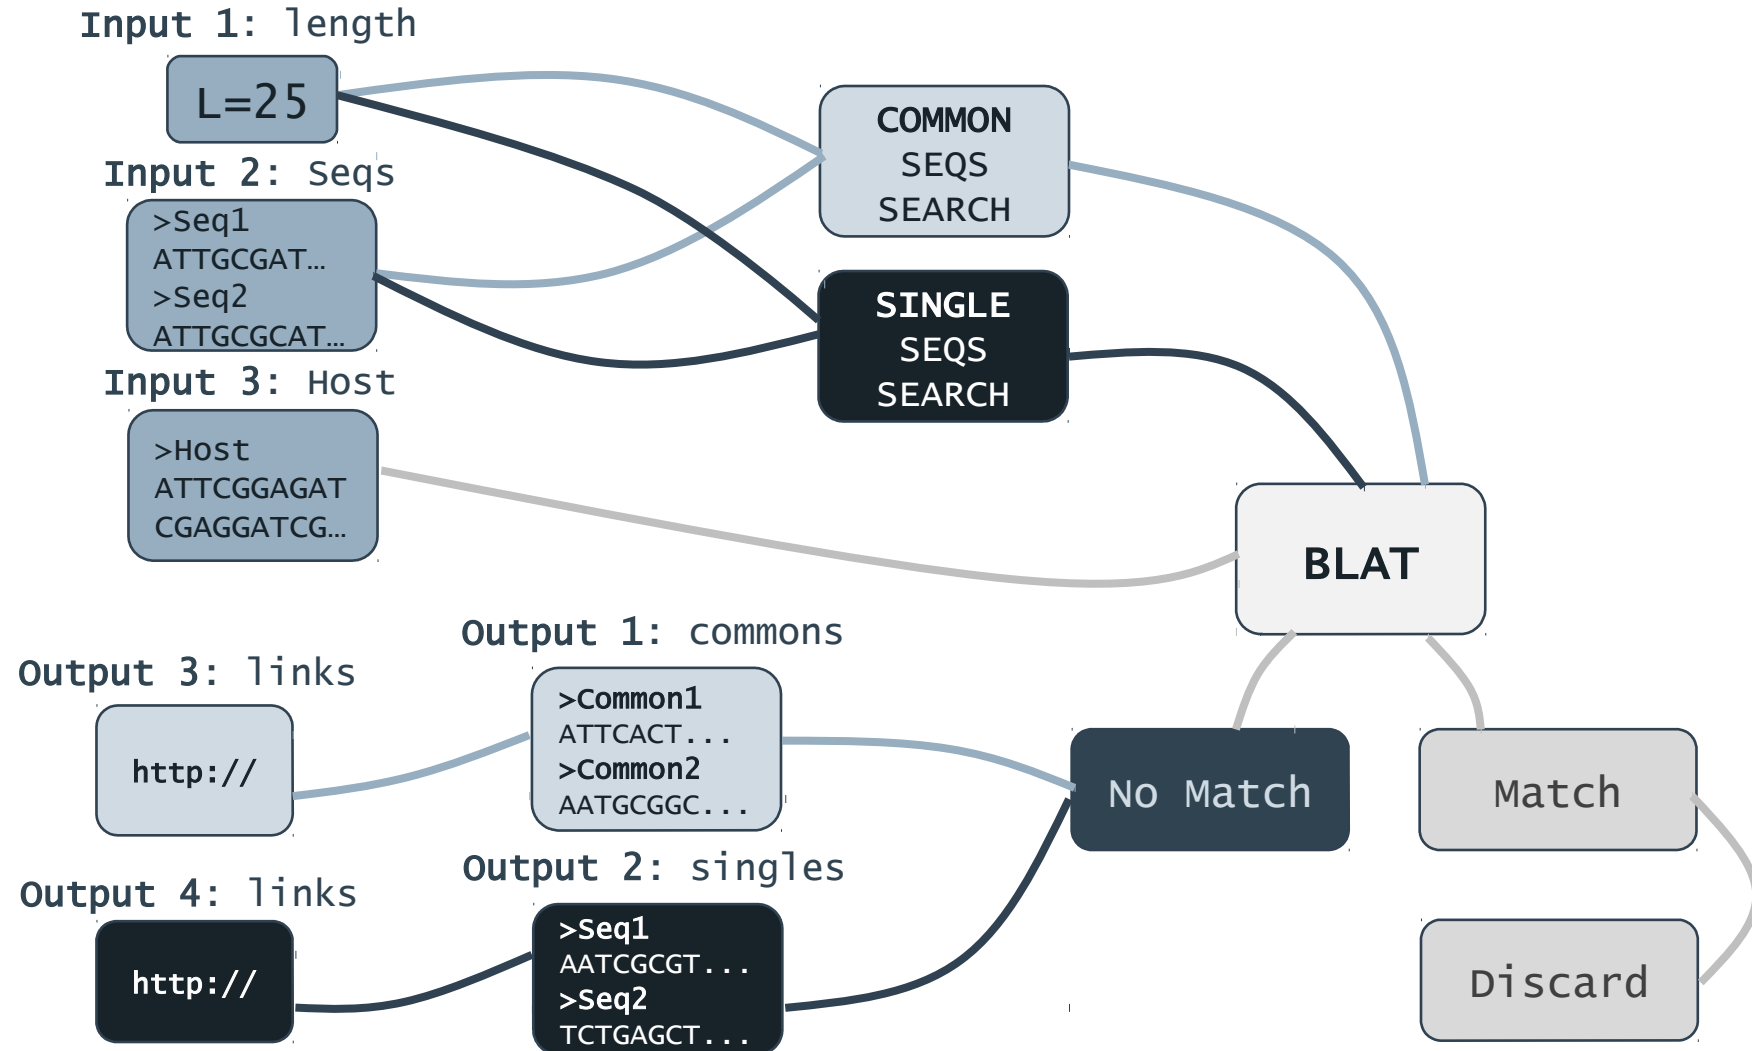 Input 1: length
L=25
Input 2: Seqs
>Seq1
ATTGCGAT…
>Seq2
ATTGCGCAT…
Input 3: Host
>Host
ATTCGGAGAT
CGAGGATCG…
COMMON
SEQS
SEARCH
SINGLE
SEQS
SEARCH
BLAT
No Match
Match
Discard
Output 1: commons
>Common1
ATTCACT...
>Common2
AATGCGGC...
Output 2: singles
>Seq1
AATCGCGT...
>Seq2
TCTGAGCT...
Output 3: links
http://
Output 4: links
http://